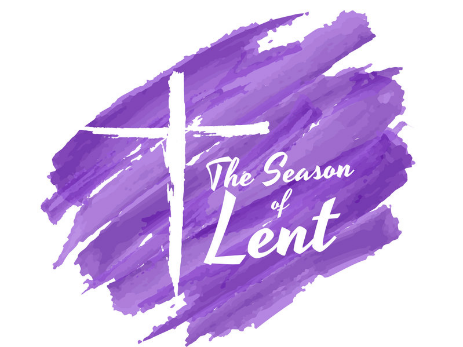 The Season
of
Lent